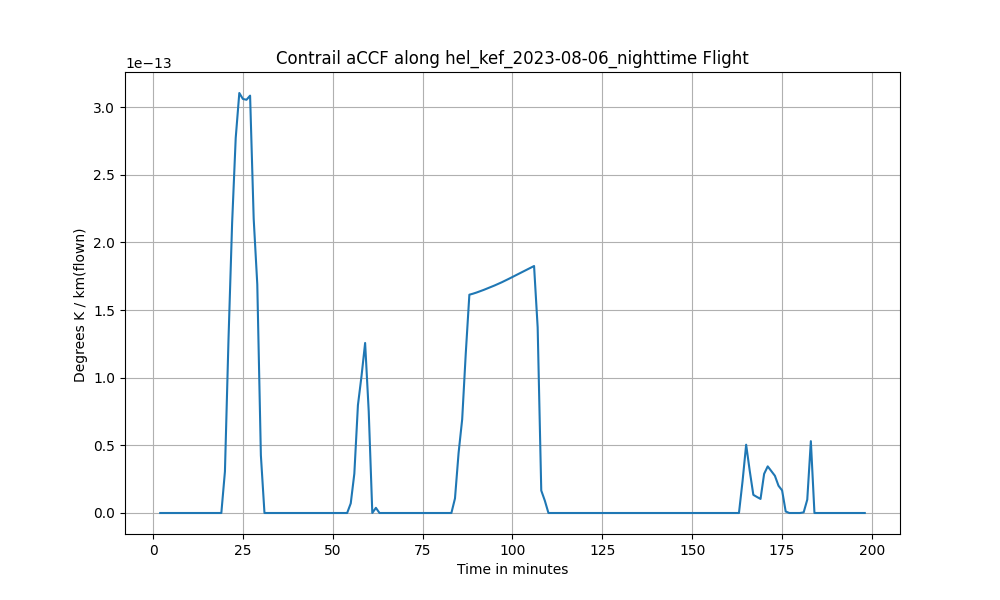 Contrail aCCF along hel_kef_2023-08-06_nighttime Flight
1e−13
3.0
2.5
2.0
1.5
1.0
0.5
0.0
Degrees K / km(flown)
0 25 50 75 100 125 150 175 200
Time in minutes